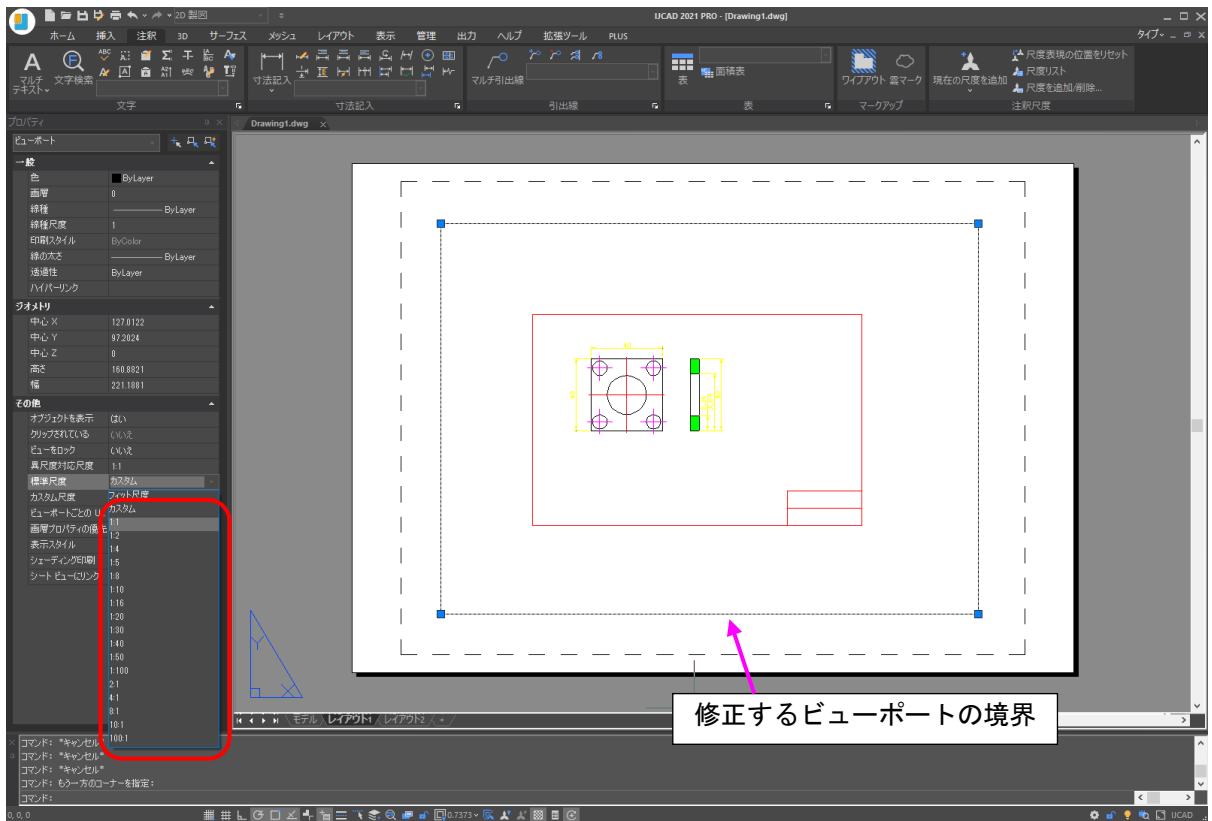 2D 製図
IJCAD 2021 PRO - [Drawing1.dwg]
ホーム 挿入 注釈 3D サーフェス メッシュ レイアウト 表示 管理 出力 ヘルプ 拡張ツール PLUS
タイプ
マルチテキスト
文字検索
寸法記入
マルチ引出線
表
面積表
ワイプアウト
雲マーク
現在の尺度を追加
尺度表現の位置をリセット
尺度リスト
尺度を追加/削除...
文字 寸法記入 引出線 表 マークアップ 注釈尺度
プロパティ
Drawing1.dwg
ビューポート
一般
色 ByLayer
画層 0
線種 ByLayer
線種尺度 1
印刷スタイル ByColor
線の太さ ByLayer
透過性 ByLayer
ハイパーリンク
ジオメトリ
中心 X 127.0122
中心 Y 97.2024
中心 Z 0
高さ 160.8821
幅 221.1881
その他
オブジェクトを表示 はい
クリップされている いいえ
ビューをロック いいえ
異尺度対応尺度 1:1
標準尺度 カスタム
カスタム尺度 フィット尺度
ビューポートごとの U カスタム
画層プロパティの優先 1:1
1:2
表示スタイル 1:4
シェーディング印刷 1:5
シート ビューにリンク 1:8
1:10
1:16
1:20
1:30
1:40
1:50
1:100
2:1
4:1
8:1
10:1
100:1
Y
X
修正するビューポートの境界
モデル レイアウト1 レイアウト2 +
コマンド: *キャンセル*
コマンド: *キャンセル*
コマンド: *キャンセル*
コマンド: もう一方のコーナーを指定:
コマンド:
0, 0, 0
0.7373
IJCAD